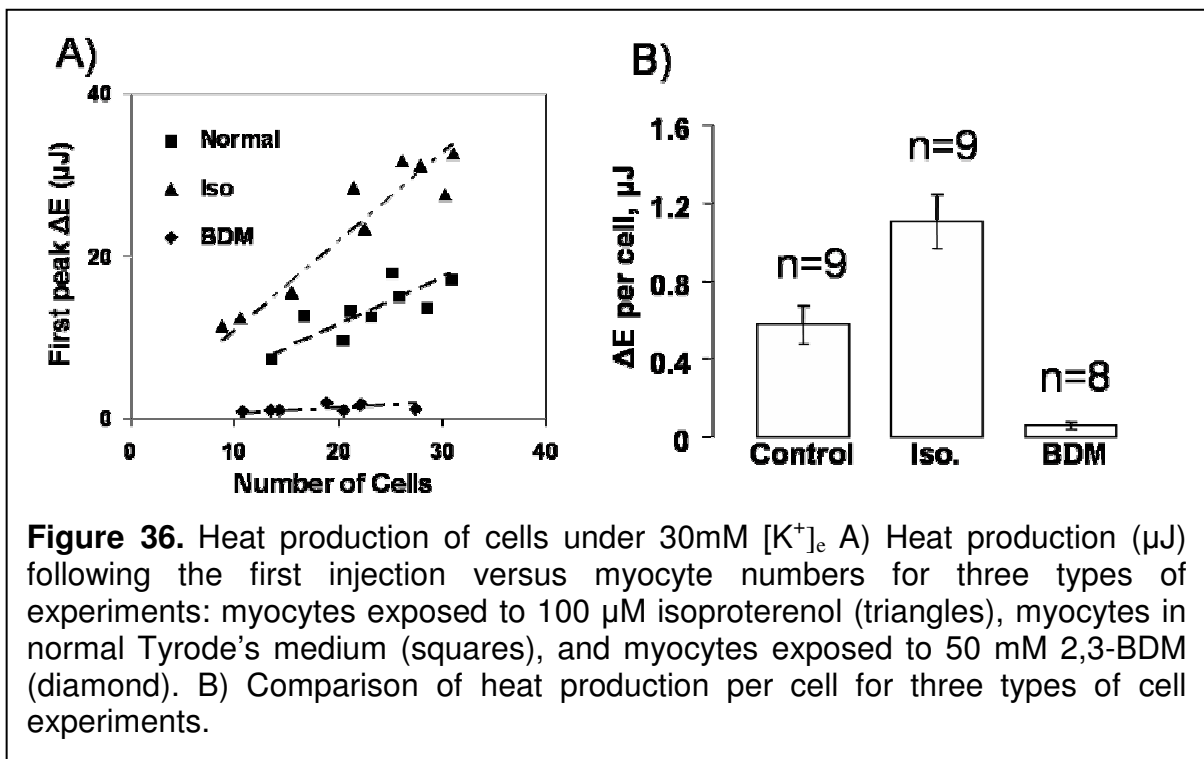 A)
40
20
0
First peak ΔE (µJ)
Normal
Iso
BDM
0 10 20 30 40
Number of Cells
B)
1.6
1.2
0.8
0.4
0
ΔE per cell, µJ
n=9
n=9
n=8
Control Iso. BDM
Figure 36. Heat production of cells under 30mM [K⁺]ₑ A) Heat production (µJ)
following the first injection versus myocyte numbers for three types of
experiments: myocytes exposed to 100 µM isoproterenol (triangles), myocytes in
normal Tyrode's medium (squares), and myocytes exposed to 50 mM 2,3-BDM
(diamond). B) Comparison of heat production per cell for three types of cell
experiments.